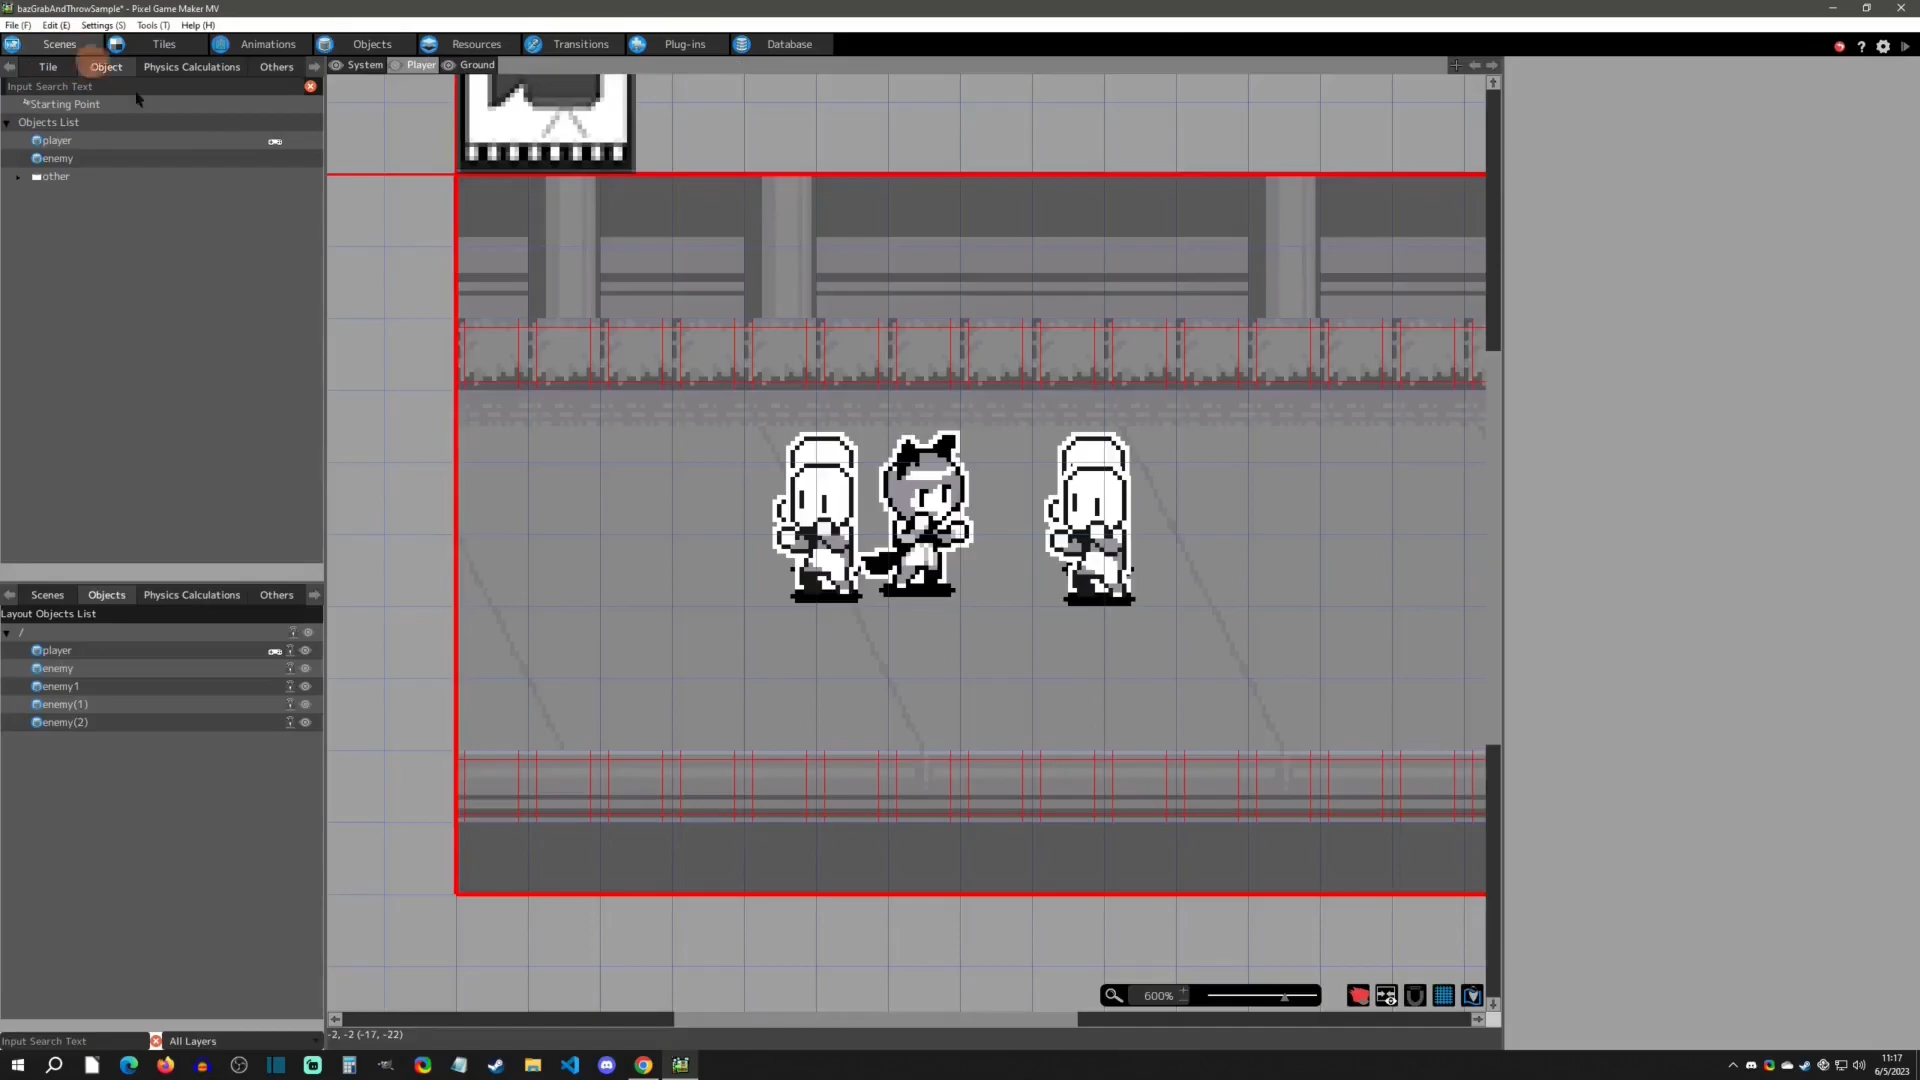 bazGrabAndThrowSample* - Pixel Game Maker MV
File (F) Edit (E) Settings (S) Tools (T) Help (H)
Scenes Tiles Animations Objects Resources Transitions Plug-ins Database
Tile Object Physics Calculations Others
System Player Ground
Input Search Text
Starting Point
Objects List
player
enemy
other
Scenes Objects Physics Calculations Others
Layout Objects List
/
player
enemy
enemy1
enemy(1)
enemy(2)
600%
Input Search Text All Layers
-2, -2 (-17, -22)
11:17
6/5/2023